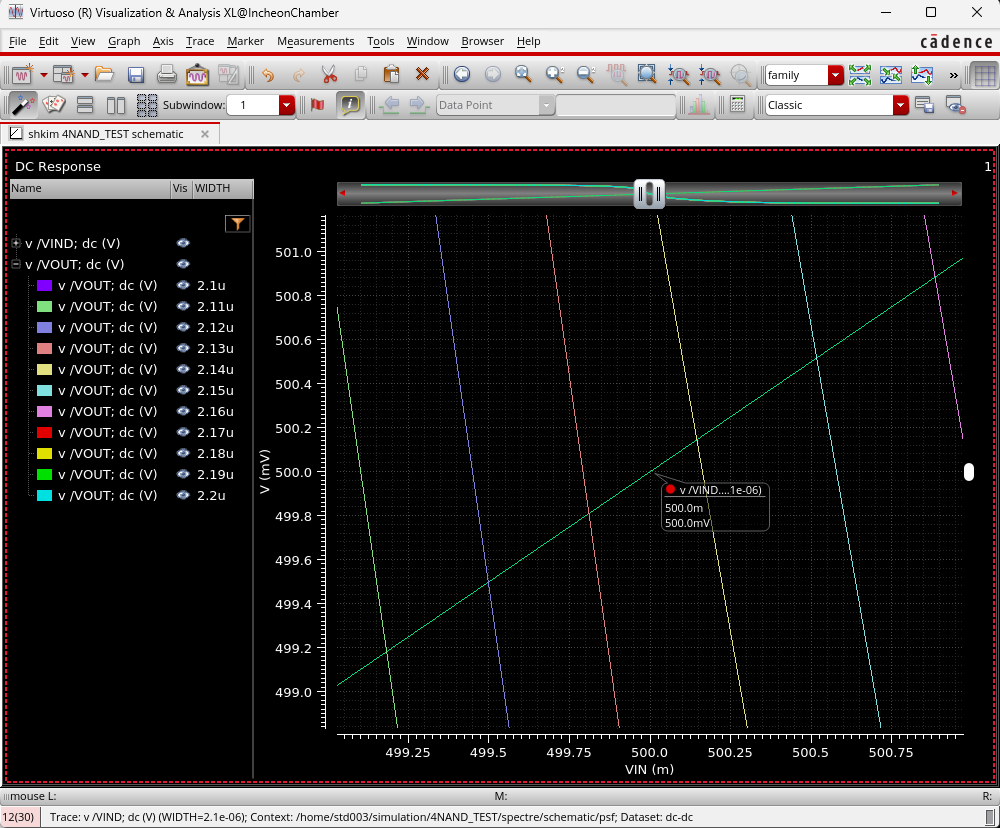 Virtuoso (R) Visualization & Analysis XL@IncheonChamber
File Edit View Graph Axis Trace Marker Measurements Tools Window Browser Help
cādence
family
Subwindow: 1
Data Point
Classic
shkim 4NAND_TEST schematic
DC Response
1
Name Vis WIDTH
v /VIND; dc (V)
v /VOUT; dc (V)
v /VOUT; dc (V) 2.1u
v /VOUT; dc (V) 2.11u
v /VOUT; dc (V) 2.12u
v /VOUT; dc (V) 2.13u
v /VOUT; dc (V) 2.14u
v /VOUT; dc (V) 2.15u
v /VOUT; dc (V) 2.16u
v /VOUT; dc (V) 2.17u
v /VOUT; dc (V) 2.18u
v /VOUT; dc (V) 2.19u
v /VOUT; dc (V) 2.2u
V (mV)
501.0
500.8
500.6
500.4
500.2
500.0
499.8
499.6
499.4
499.2
499.0
v /VIND....1e-06)
500.0m
500.0mV
499.25 499.5 499.75 500.0 500.25 500.5 500.75
VIN (m)
mouse L: M: R:
12(30) Trace: v /VIND; dc (V) (WIDTH=2.1e-06); Context: /home/std003/simulation/4NAND_TEST/spectre/schematic/psf; Dataset: dc-dc